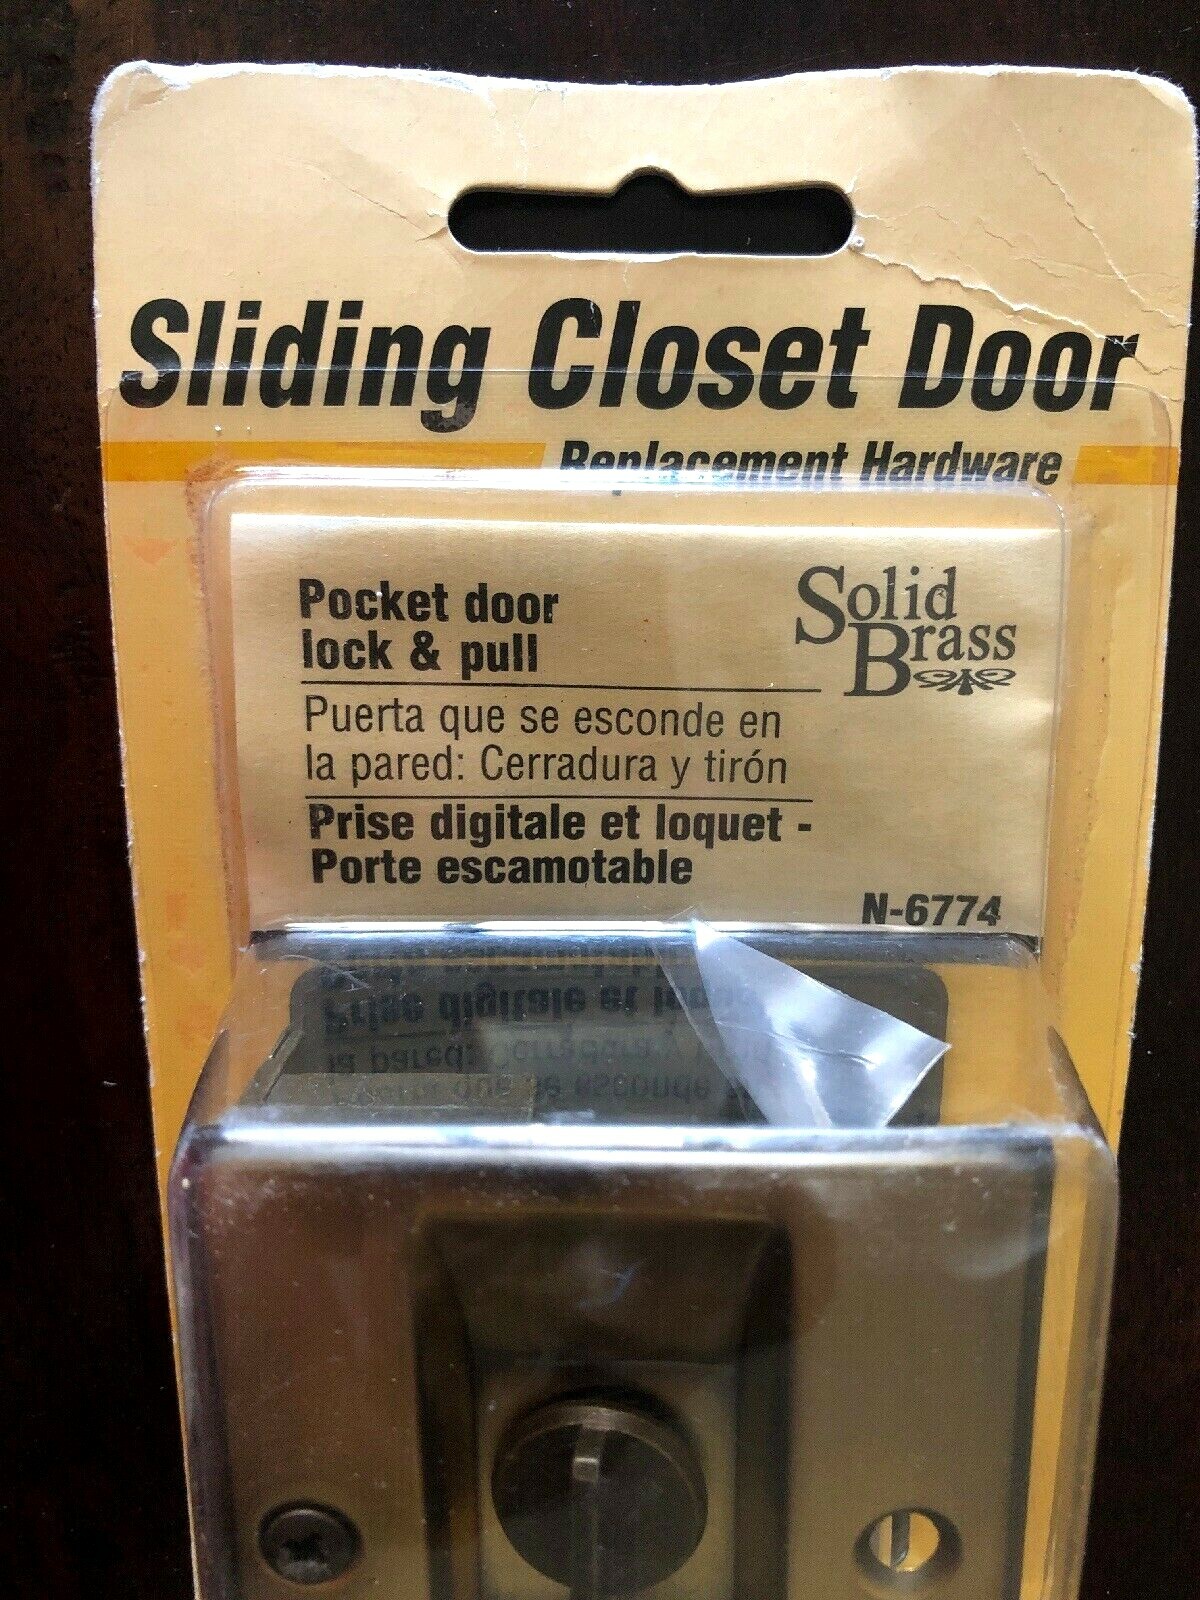 Sliding Closet Door
Replacement Hardware
Pocket door
lock & pull
Solid
Brass
Puerta que se esconde en
la pared: Cerradura y tirón
Prise digitale et loquet -
Porte escamotable
N-6774